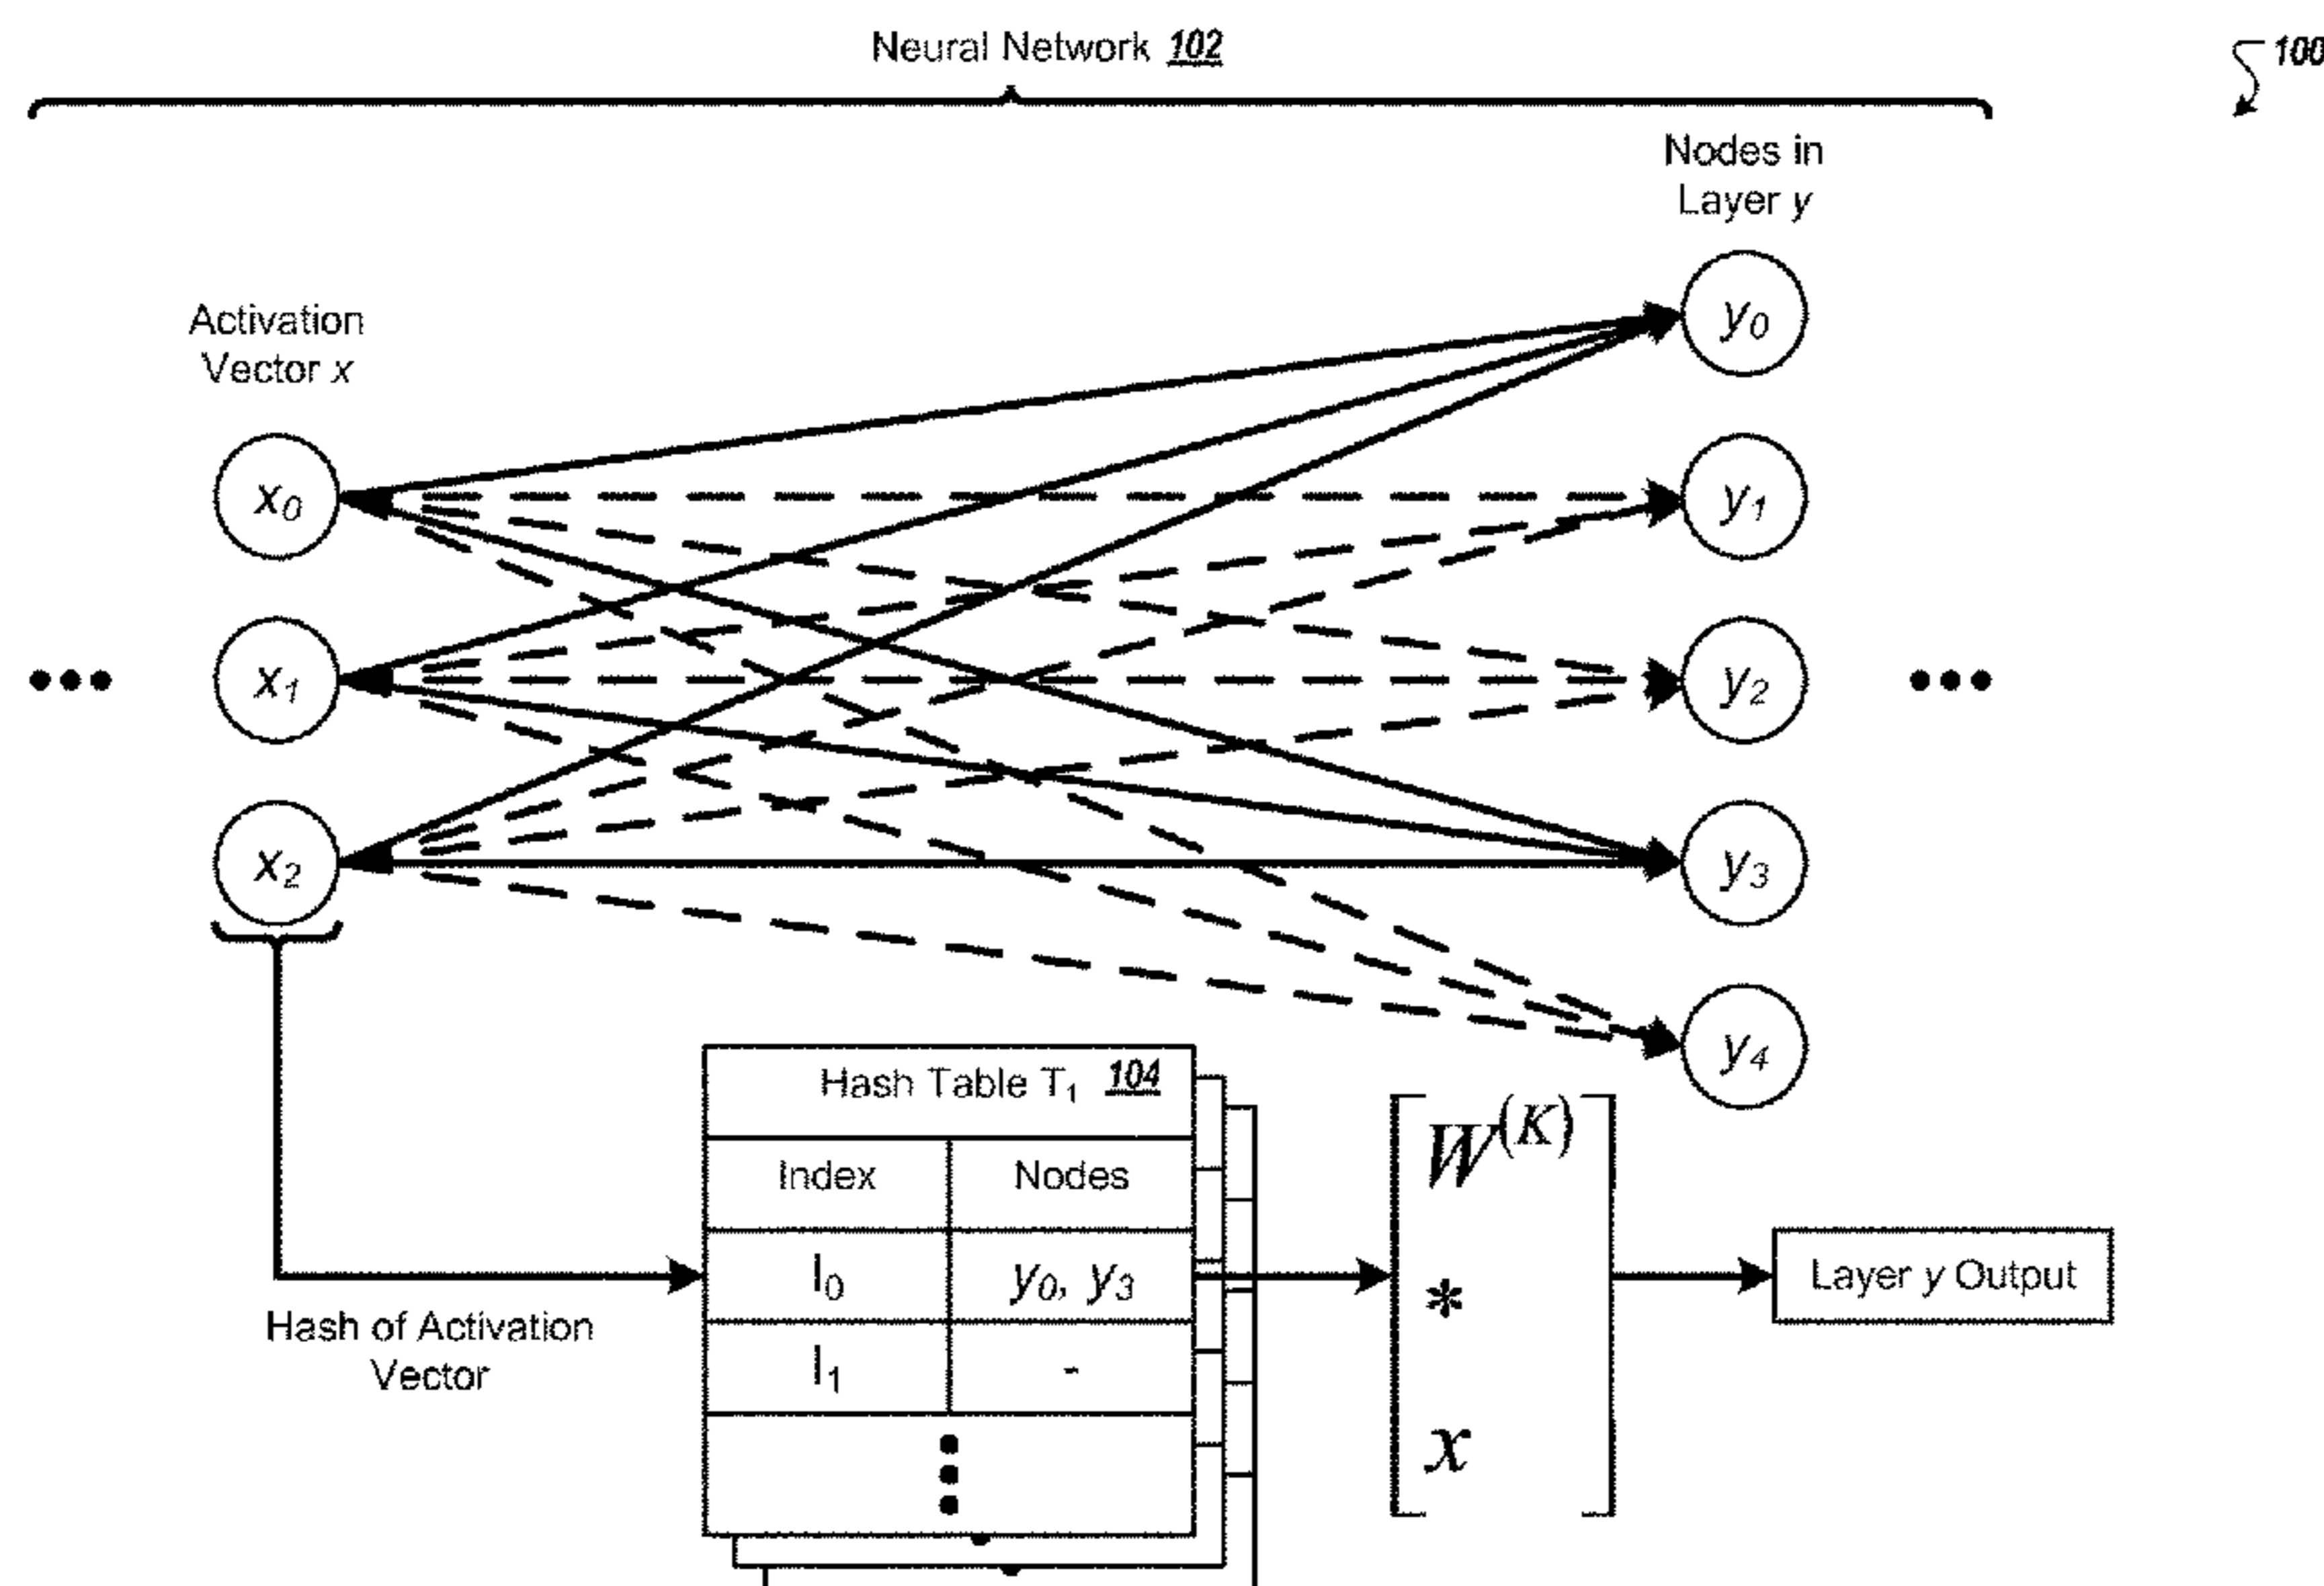 Neural Network 102
100
Nodes in
Layer y
Activation
Vector x
y0
x0
y1
x1
y2
x2
y3
y4
Hash Table T1 104
Index Nodes
I0 y0, y3
I1 -
Hash of Activation
Vector
W(K)
*
x
Layer y Output